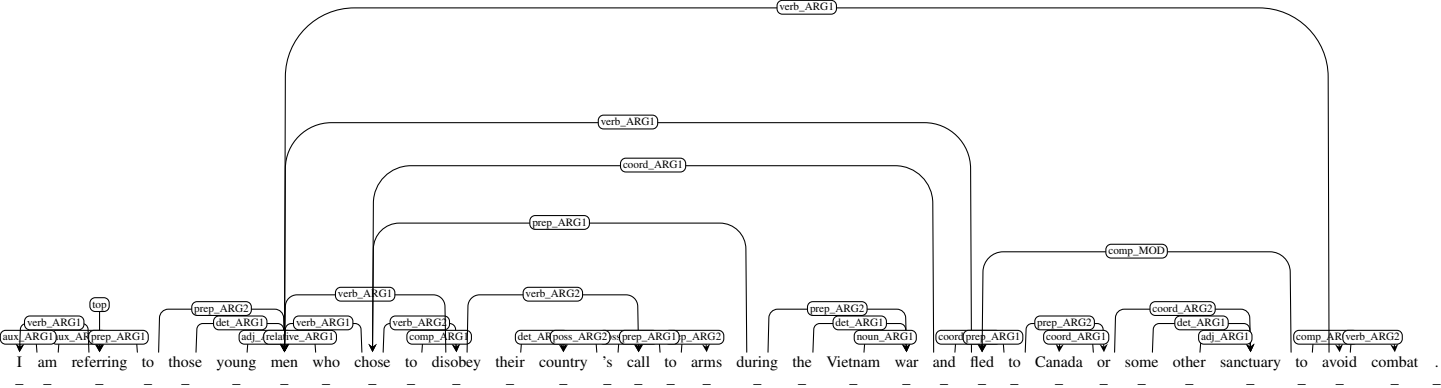 verb_ARG1
verb_ARG1
coord_ARG1
prep_ARG1
comp_MOD
verb_ARG1 verb_ARG2
top prep_ARG2 prep_ARG2 coord_ARG2
verb_ARG1 det_ARG1 verb_ARG1 verb_ARG2 det_ARG1 prep_ARG2 det_ARG1
aux_ARG1 prep_ARG1 comp_ARG1 poss_ARG2 prep_ARG1 noun_ARG1 prep_ARG1 coord_ARG1 adj_ARG1 verb_ARG2
I am referring to those young men who chose to disobey their country 's call to arms during the Vietnam war and fled to Canada or some other sanctuary to avoid combat .